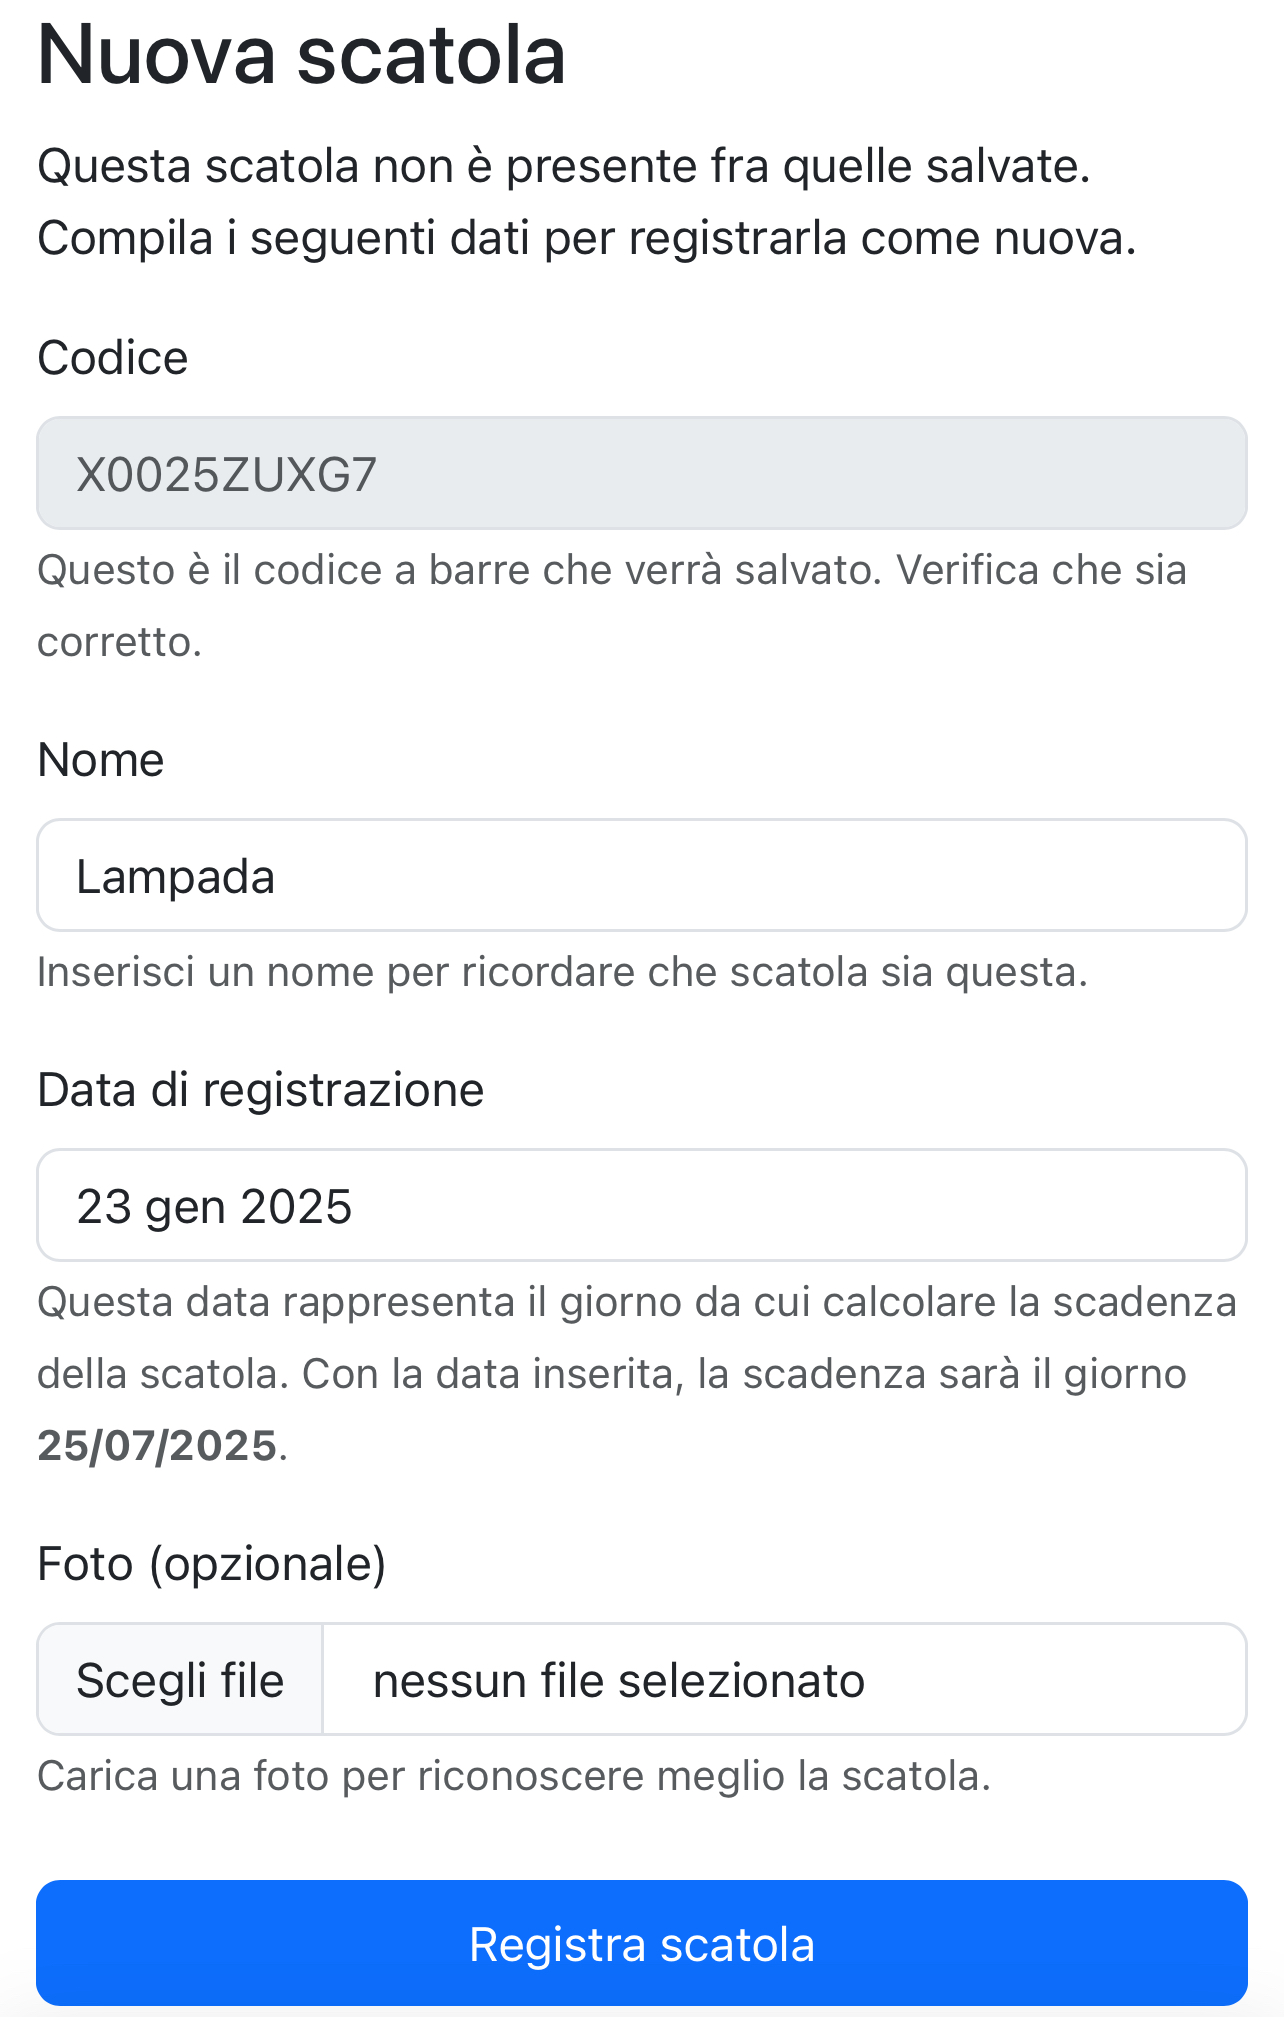 Nuova scatola
Questa scatola non è presente fra quelle salvate.
Compila i seguenti dati per registrarla come nuova.
Codice
X0025ZUXG7
Questo è il codice a barre che verrà salvato. Verifica che sia
corretto.
Nome
Lampada
Inserisci un nome per ricordare che scatola sia questa.
Data di registrazione
23 gen 2025
Questa data rappresenta il giorno da cui calcolare la scadenza
della scatola. Con la data inserita, la scadenza sarà il giorno
25/07/2025.
Foto (opzionale)
Scegli file nessun file selezionato
Carica una foto per riconoscere meglio la scatola.
Registra scatola